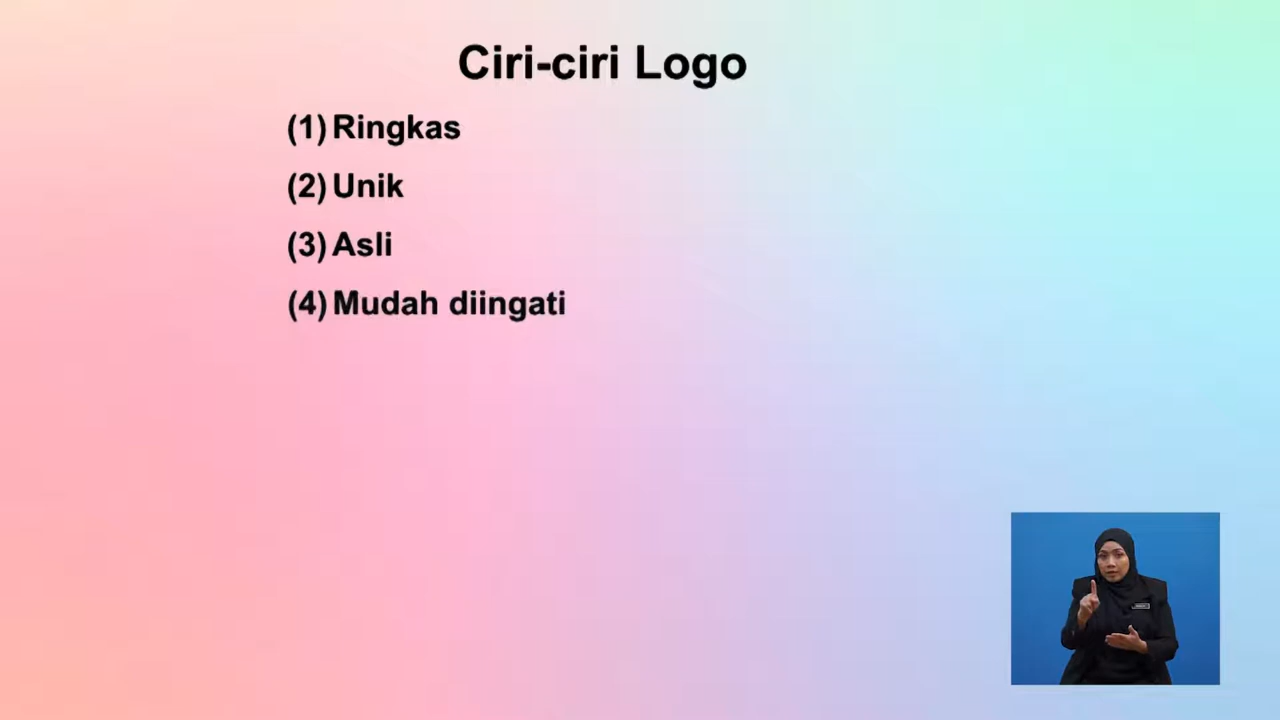 Ciri-ciri Logo
(1) Ringkas
(2) Unik
(3) Asli
(4) Mudah diingati